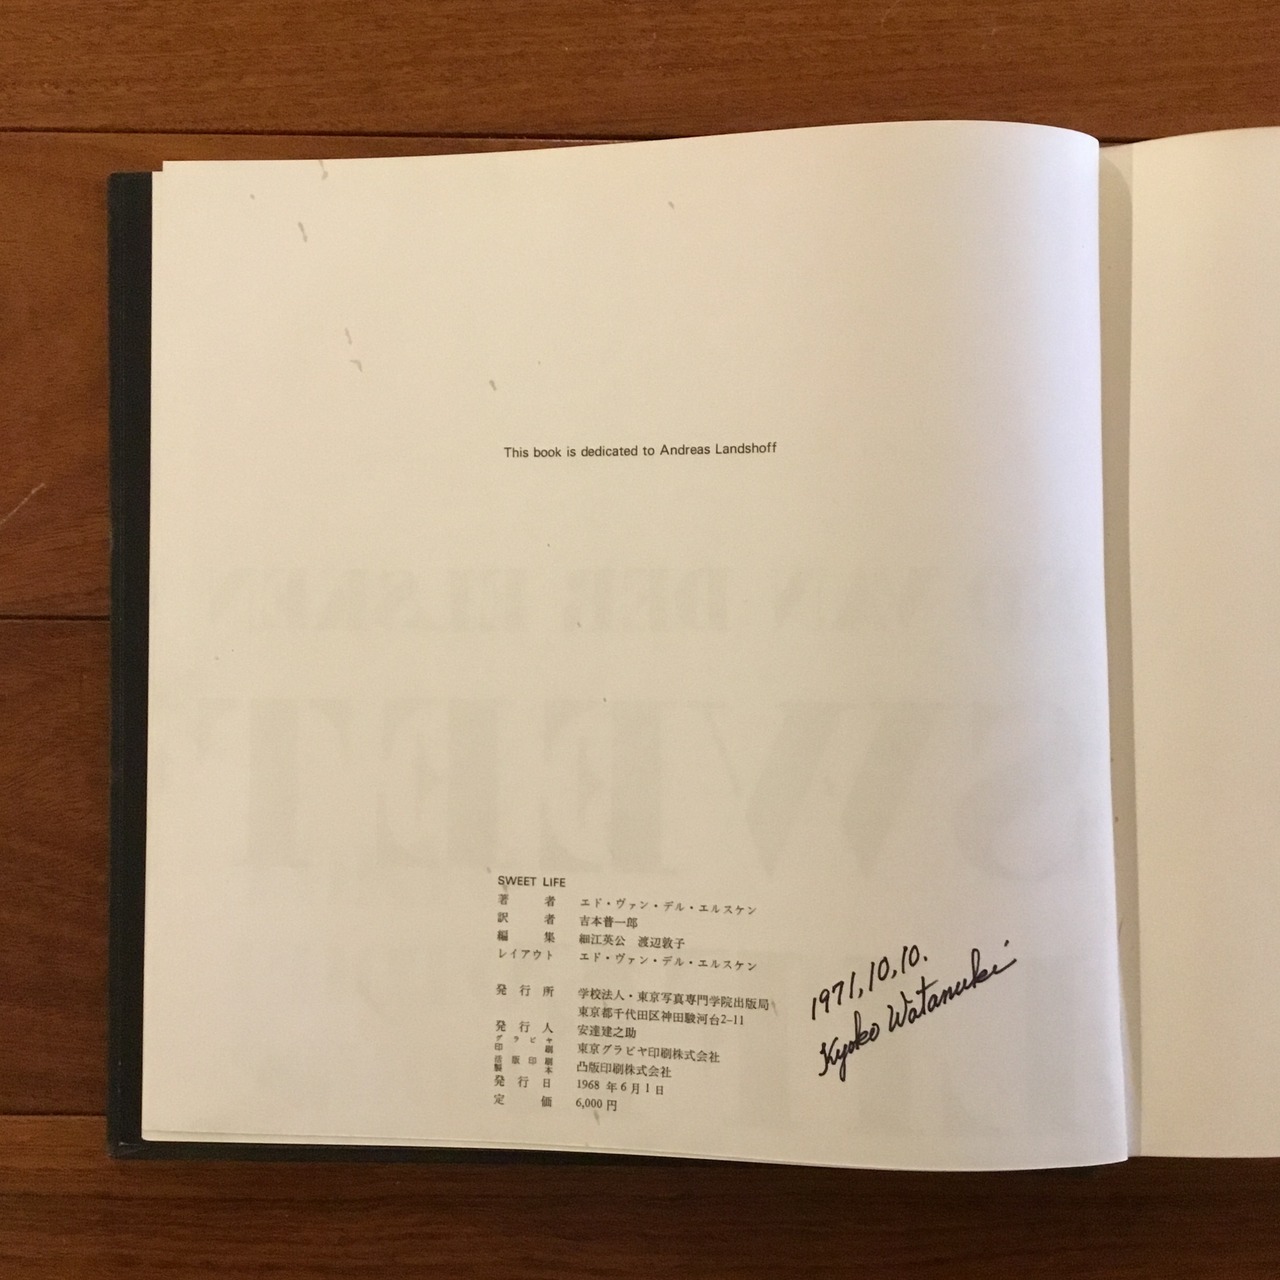 This book is dedicated to Andreas Landshoff
SWEET LIFE
著者 エド・ヴァン・デル・エルスケン
訳者 吉本普一郎
編集 細江英公 渡辺敦子
レイアウト エド・ヴァン・デル・エルスケン
発行所 学校法人・東京写真専門学院出版局
東京都千代田区神田駿河台2-11
発行人 安達建之助
グラビヤ印刷 東京グラビヤ印刷株式会社
活版印刷製本 凸版印刷株式会社
発行日 1968年6月1日
定価 6,000円
1971,10,10.
Kyoko Watanuki